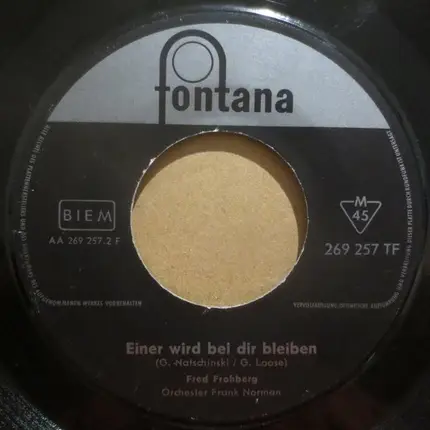 fontana
BIEM
AA 269 257.2 F
M
45
269 257 TF
Einer wird bei dir bleiben
(G. Natschinski / G. Loose)
Fred Frohberg
Orchester Frank Norman